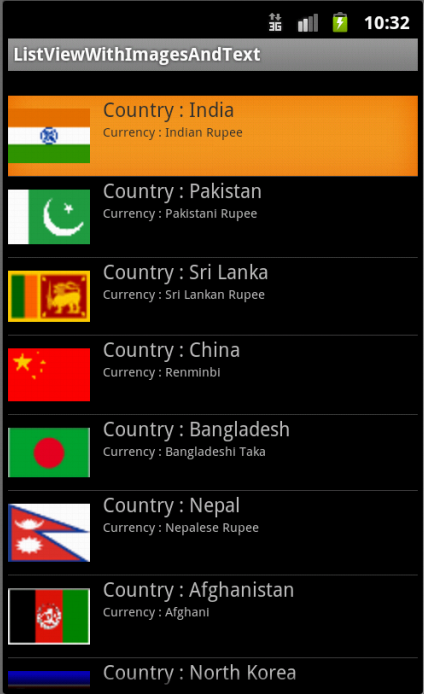 3G 10:32
ListViewWithImagesAndText
Country : India
Currency : Indian Rupee
Country : Pakistan
Currency : Pakistani Rupee
Country : Sri Lanka
Currency : Sri Lankan Rupee
Country : China
Currency : Renminbi
Country : Bangladesh
Currency : Bangladeshi Taka
Country : Nepal
Currency : Nepalese Rupee
Country : Afghanistan
Currency : Afghani
Country : North Korea